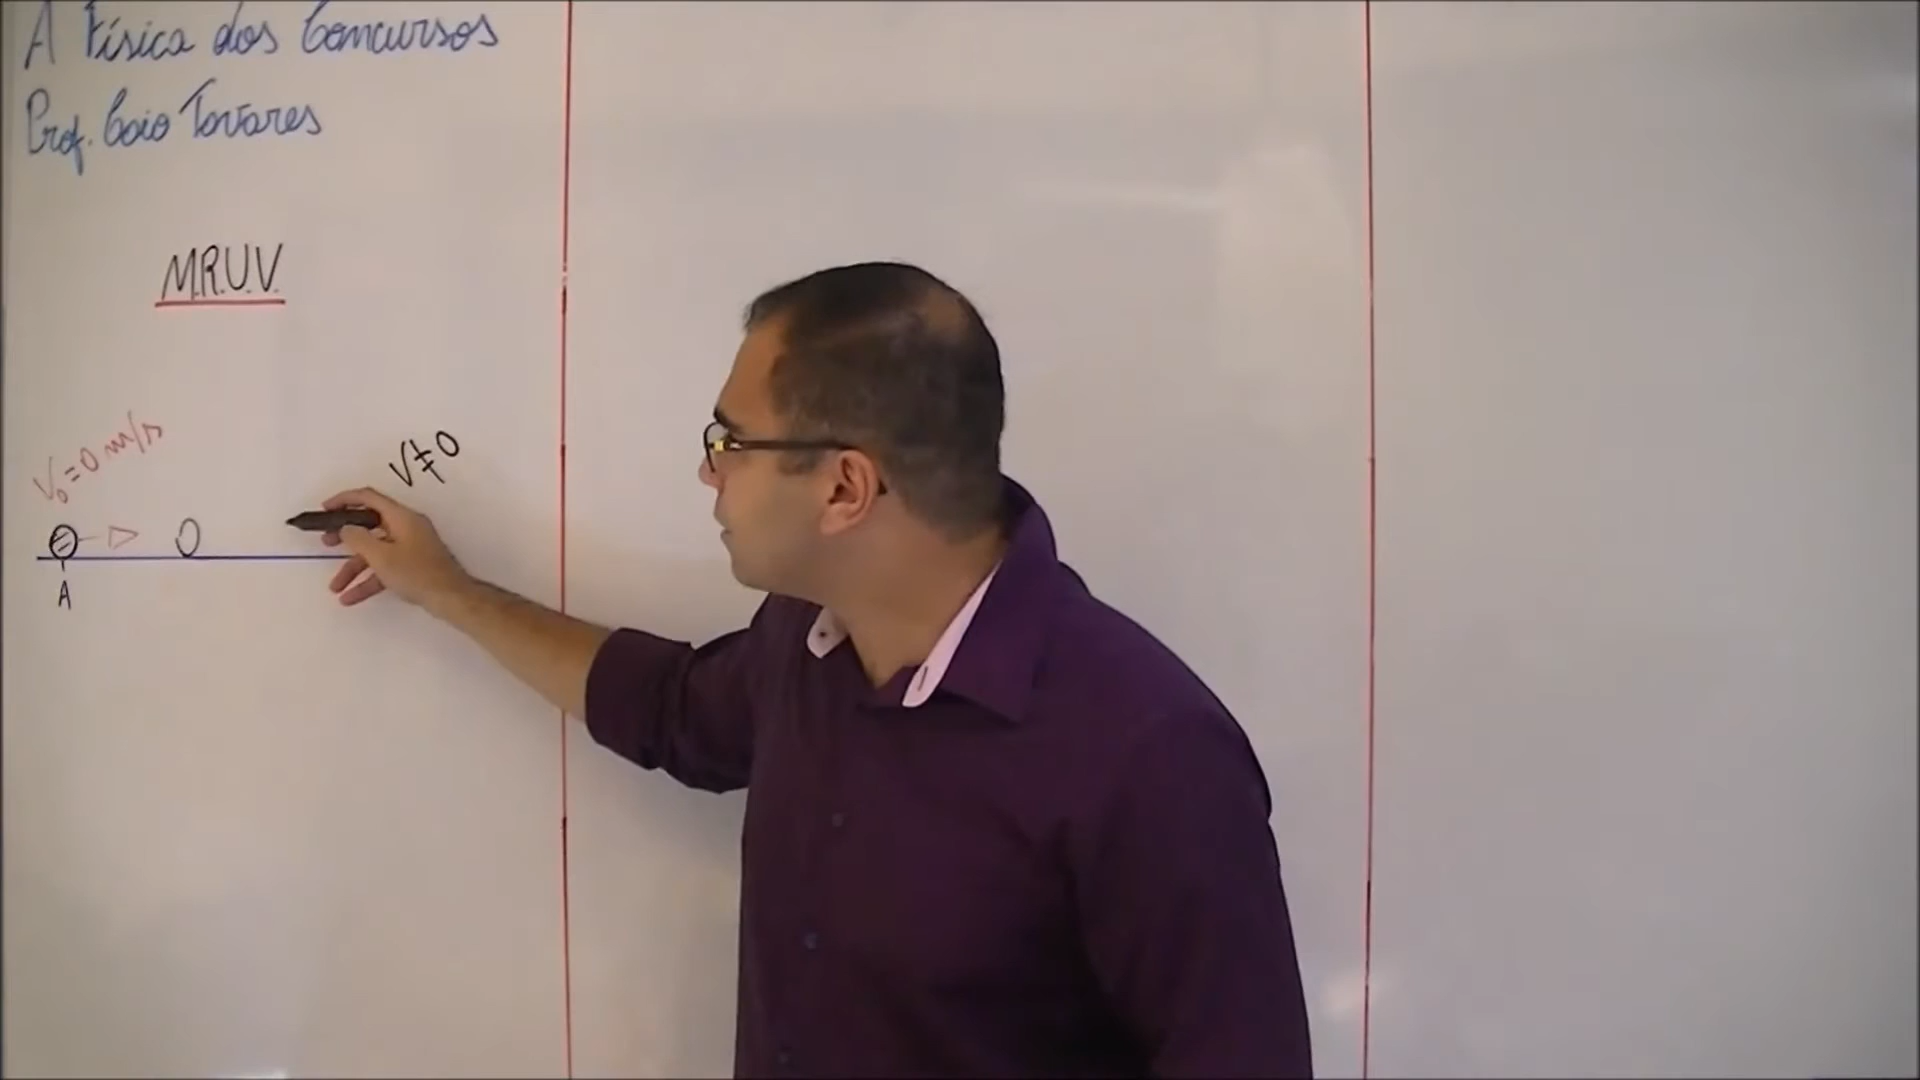 A Física dos Concursos
Prof. Caio Tavares
M.R.U.V.
V₀=0 m/s
V≠0
A